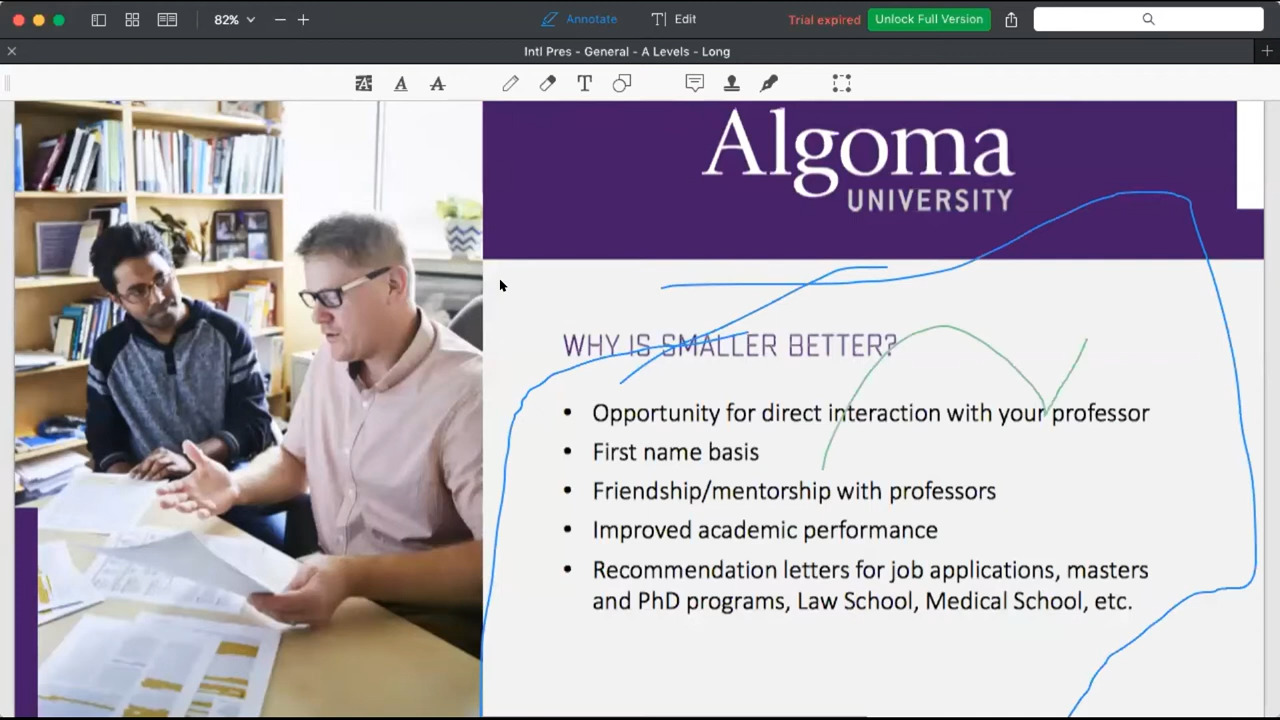 82%
Annotate
Edit
Trial expired
Unlock Full Version
Intl Pres - General - A Levels - Long
Algoma
UNIVERSITY
WHY IS SMALLER BETTER?
• Opportunity for direct interaction with your professor
• First name basis
• Friendship/mentorship with professors
• Improved academic performance
• Recommendation letters for job applications, masters
and PhD programs, Law School, Medical School, etc.